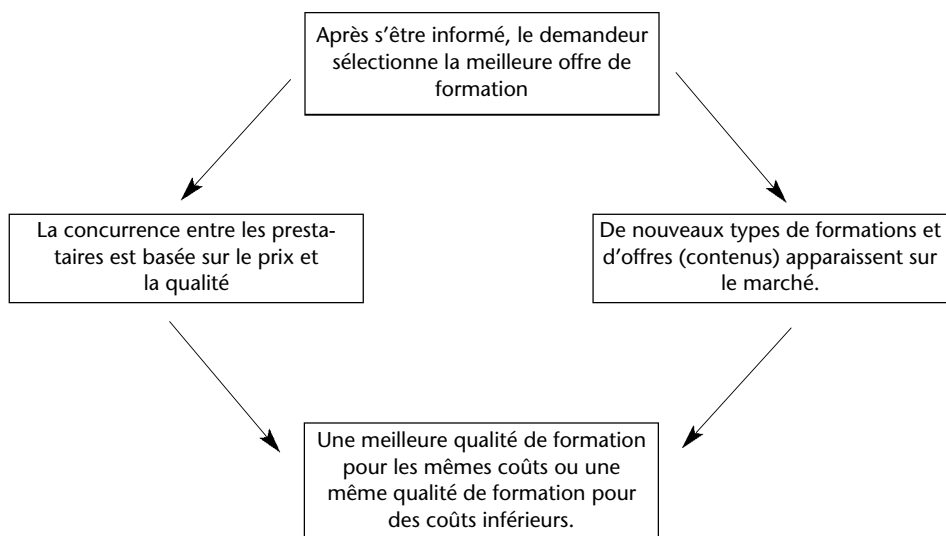 Après s’être informé, le demandeur
sélectionne la meilleure offre de
formation
La concurrence entre les presta-
taires est basée sur le prix et
la qualité
De nouveaux types de formations et
d’offres (contenus) apparaissent sur
le marché.
Une meilleure qualité de formation
pour les mêmes coûts ou une
même qualité de formation pour
des coûts inférieurs.